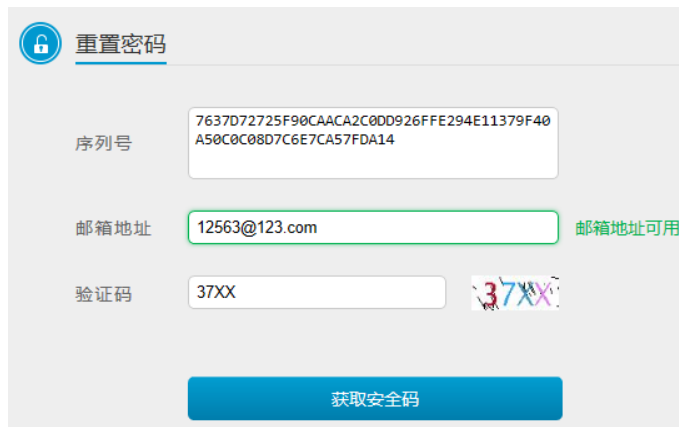 重置密码
序列号
7637D72725F90CAACA2C0DD926FFE294E11379F40
A50C0C08D7C6E7CA57FDA14
邮箱地址
12563@123.com
邮箱地址可用
验证码
37XX
37XX
获取安全码